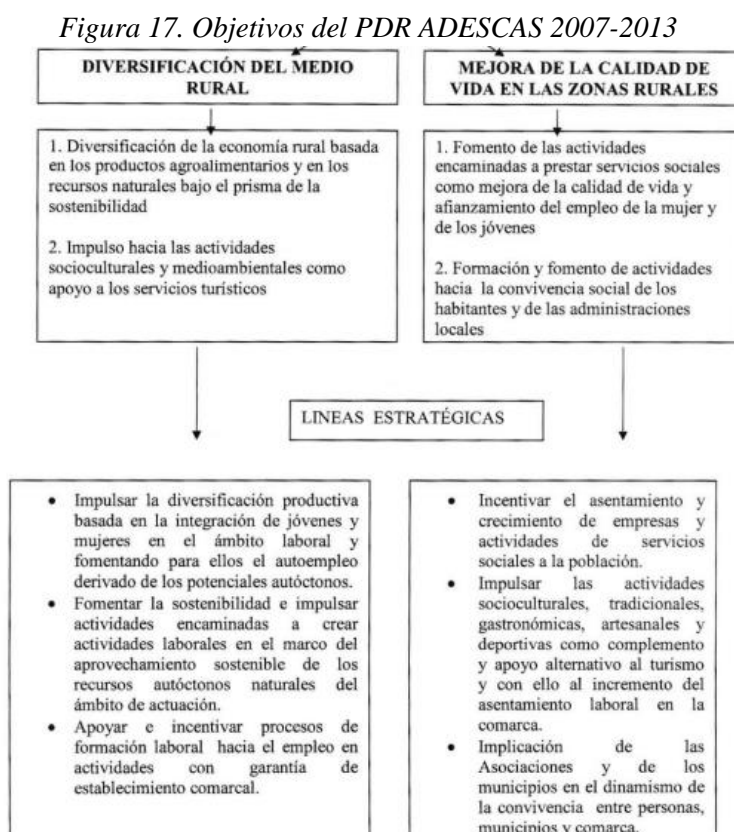 Figura 17. Objetivos del PDR ADESCAS 2007-2013
DIVERSIFICACIÓN DEL MEDIO
RURAL
1. Diversificación de la economía rural basada
en los productos agroalimentarios y en los
recursos naturales bajo el prisma de la
sostenibilidad
2. Impulso hacia las actividades
socioculturales y medioambientales como
apoyo a los servicios turísticos
MEJORA DE LA CALIDAD DE
VIDA EN LAS ZONAS RURALES
1. Fomento de las actividades
encaminadas a prestar servicios sociales
como mejora de la calidad de vida y
afianzamiento del empleo de la mujer y
de los jóvenes
2. Formación y fomento de actividades
hacia la convivencia social de los
habitantes y de las administraciones
locales
LINEAS ESTRATÉGICAS
• Impulsar la diversificación productiva
basada en la integración de jóvenes y
mujeres en el ámbito laboral y
fomentando para ellos el autoempleo
derivado de los potenciales autóctonos.
• Fomentar la sostenibilidad e impulsar
actividades encaminadas a crear
actividades laborales en el marco del
aprovechamiento sostenible de los
recursos autóctonos naturales del
ámbito de actuación.
• Apoyar e incentivar procesos de
formación laboral hacia el empleo en
actividades con garantía de
establecimiento comarcal.
• Incentivar el asentamiento y
crecimiento de empresas y
actividades de servicios
sociales a la población.
• Impulsar las actividades
socioculturales, tradicionales,
gastronómicas, artesanales y
deportivas como complemento
y apoyo alternativo al turismo
y con ello al incremento del
asentamiento laboral en la
comarca.
• Implicación de las
Asociaciones y de los
municipios en el dinamismo de
la convivencia entre personas,
municipios y comarca.